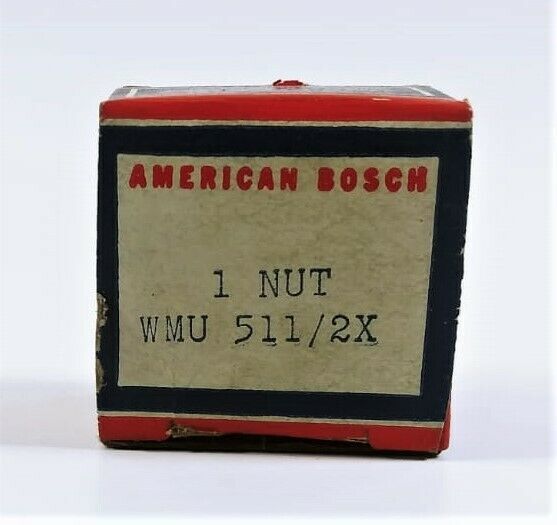 AMERICAN BOSCH
1 NUT
WMU 511/2X